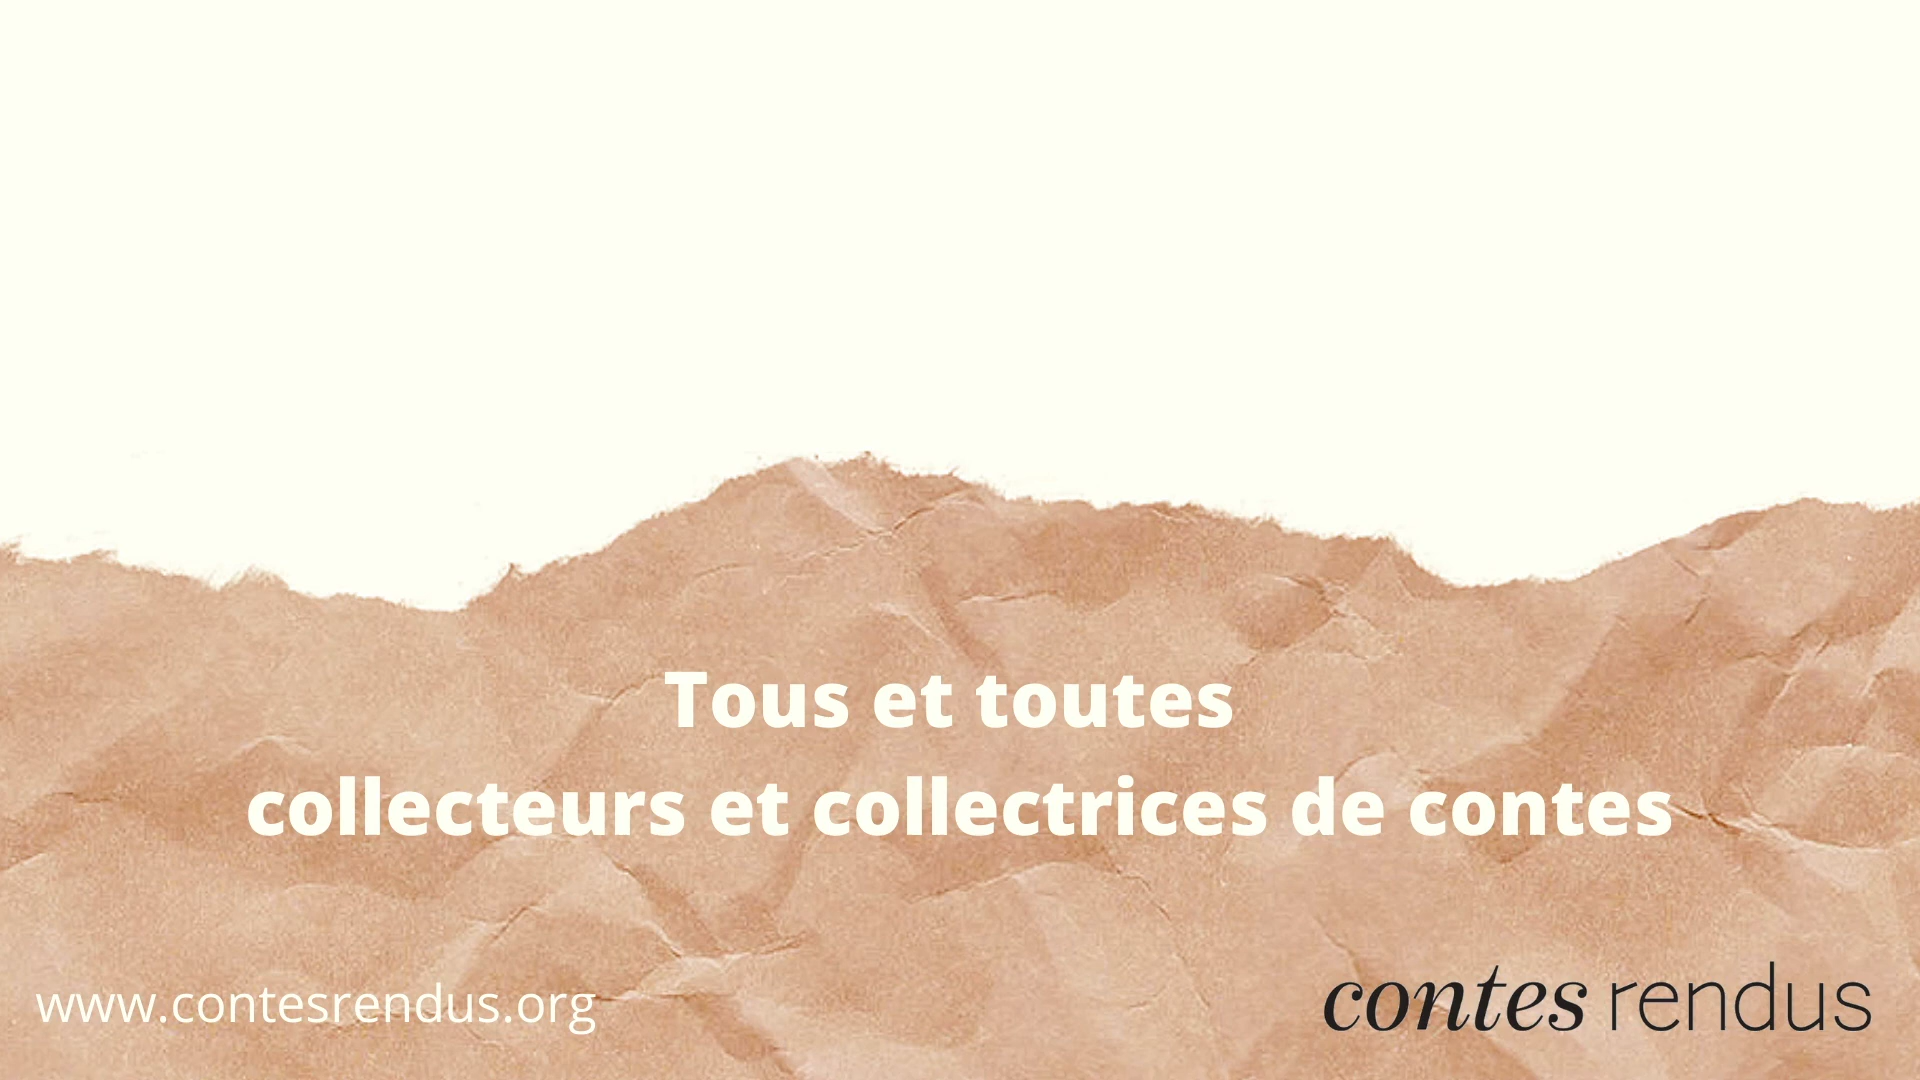 Tous et toutes
collecteurs et collectrices de contes
www.contesrendus.org
contes rendus